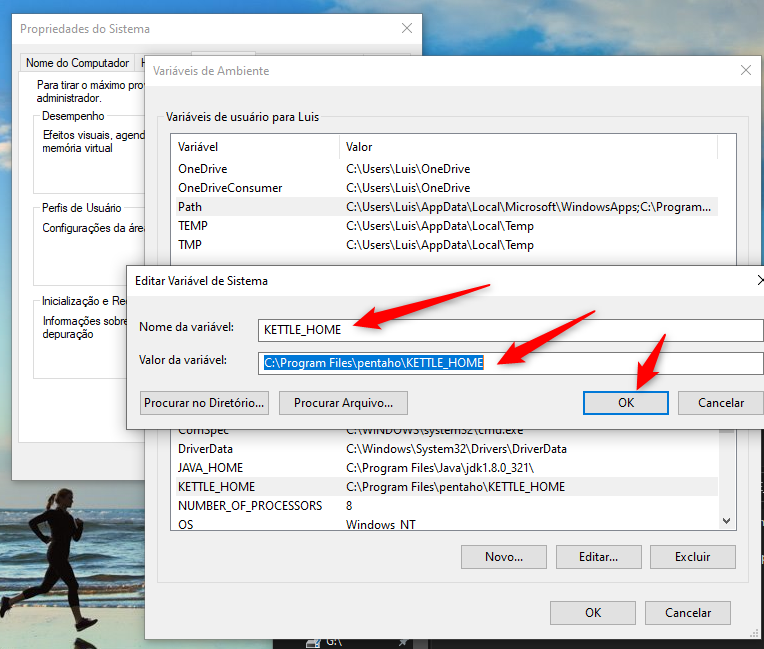 Propriedades do Sistema
Nome do Computador
Para tirar o máximo pro
administrador.
Desempenho
Efeitos visuais, agend
memória virtual
Perfis de Usuário
Configurações da área
Inicialização e Re
Informações sobre
depuração
Variáveis de Ambiente
Variáveis de usuário para Luis
Variável Valor
OneDrive C:\Users\Luis\OneDrive
OneDriveConsumer C:\Users\Luis\OneDrive
Path C:\Users\Luis\AppData\Local\Microsoft\WindowsApps;C:\Program...
TEMP C:\Users\Luis\AppData\Local\Temp
TMP C:\Users\Luis\AppData\Local\Temp
Editar Variável de Sistema
Nome da variável: KETTLE_HOME
Valor da variável: C:\Program Files\pentaho\KETTLE_HOME
Procurar no Diretório... Procurar Arquivo... OK Cancelar
ComSpec C:\WINDOWS\system32\cmd.exe
DriverData C:\Windows\System32\Drivers\DriverData
JAVA_HOME C:\Program Files\Java\jdk1.8.0_321\
KETTLE_HOME C:\Program Files\pentaho\KETTLE_HOME
NUMBER_OF_PROCESSORS 8
OS Windows_NT
Novo... Editar... Excluir
OK Cancelar
G:\